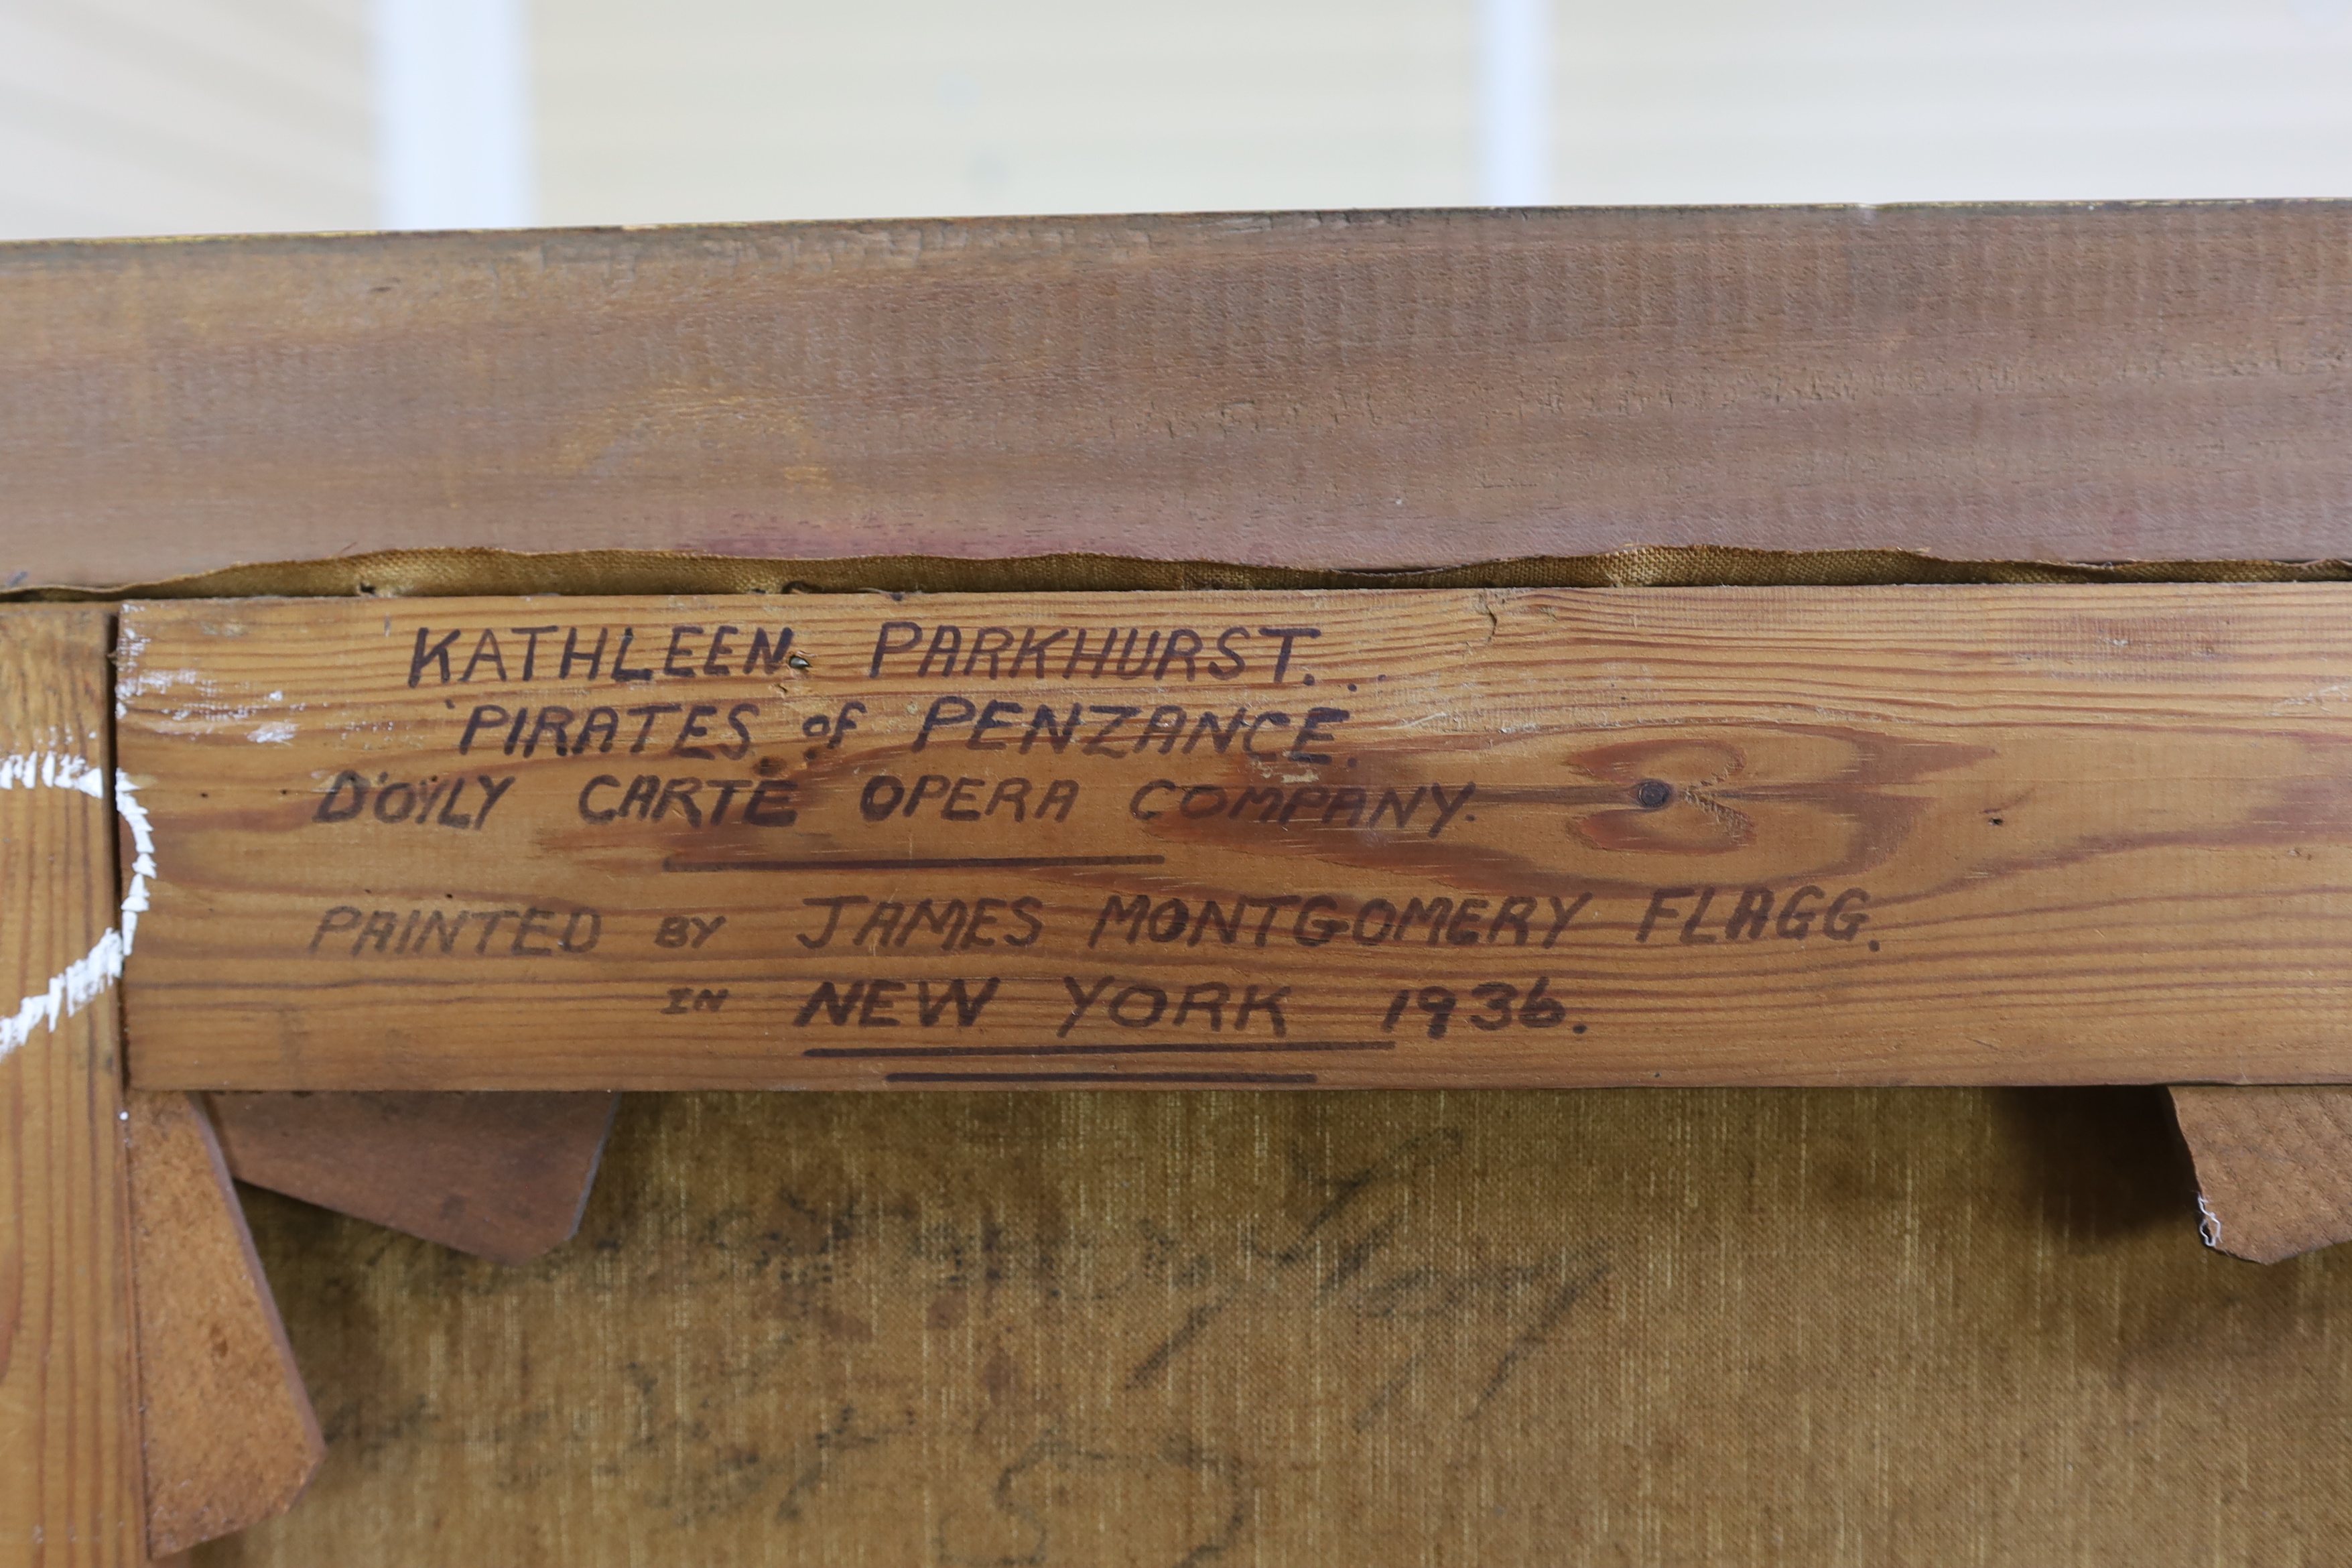 KATHLEEN PARKHURST...
'PIRATES of PENZANCE.
D'OYLY CARTE OPERA COMPANY.
PAINTED BY JAMES MONTGOMERY FLAGG.
IN NEW YORK 1936.